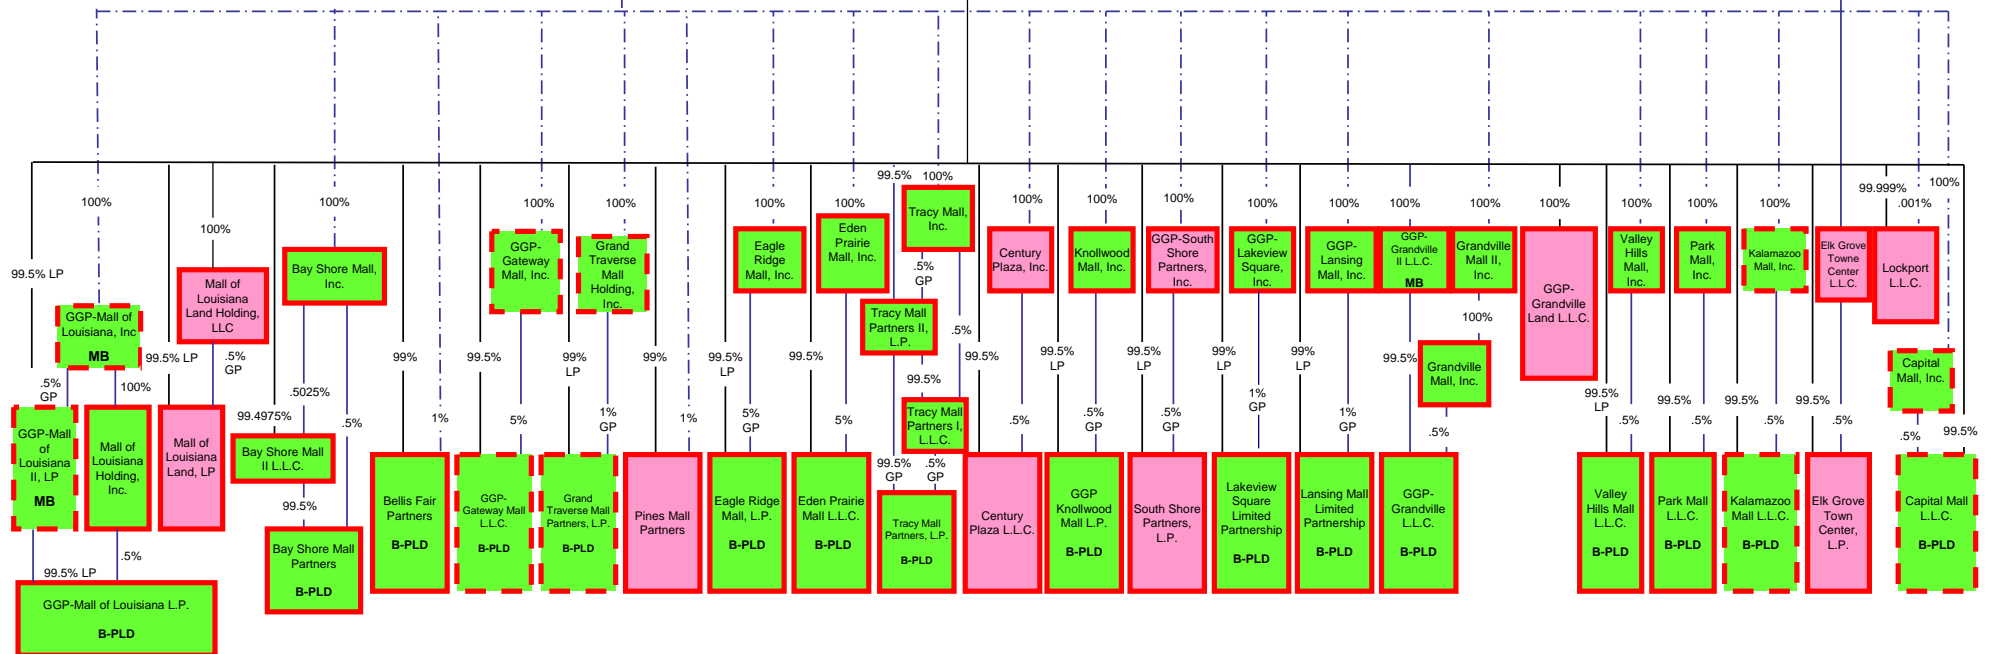 100%
99.5% LP
GGP-Mall of
Louisiana, Inc
MB
.5%
GP
100%
GGP-Mall
of
Louisiana
II, LP
MB
Mall of
Louisiana
Holding,
Inc.
99.5% LP
.5%
GGP-Mall of Louisiana L.P.
B-PLD
100%
Mall of
Louisiana
Land Holding,
LLC
99.5% LP
.5%
GP
Mall of
Louisiana
Land, LP
100%
Bay Shore Mall,
Inc.
.5025%
99.4975%
.5%
Bay Shore Mall
II L.L.C.
99.5%
Bay Shore Mall
Partners
B-PLD
99%
1%
Bellis Fair
Partners
B-PLD
100%
GGP-
Gateway
Mall, Inc.
99.5%
5%
GGP-
Gateway Mall
L.L.C.
B-PLD
100%
Grand
Traverse
Mall
Holding,
Inc.
99%
LP
1%
GP
Grand
Traverse Mall
Partners, L.P.
B-PLD
99%
1%
Pines Mall
Partners
100%
Eagle
Ridge
Mall, Inc.
99.5%
LP
5%
GP
Eagle Ridge
Mall, L.P.
B-PLD
100%
Eden
Prairie
Mall, Inc.
99.5%
5%
Eden Prairie
Mall L.L.C.
B-PLD
99.5%
100%
Tracy Mall,
Inc.
.5%
GP
Tracy Mall
Partners II,
L.P.
.5%
99.5%
Tracy Mall
Partners I,
L.L.C.
99.5%
GP
.5%
GP
Tracy Mall
Partners, L.P.
B-PLD
100%
Century
Plaza, Inc.
99.5%
.5%
Century
Plaza L.L.C.
100%
Knollwood
Mall, Inc.
99.5%
LP
.5%
GP
GGP
Knollwood
Mall L.P.
B-PLD
100%
GGP-South
Shore
Partners,
Inc.
99.5%
LP
.5%
GP
South Shore
Partners,
L.P.
100%
GGP-
Lakeview
Square,
Inc.
99%
LP
1%
GP
Lakeview
Square
Limited
Partnership
B-PLD
100%
GGP-
Lansing
Mall, Inc.
99%
LP
1%
GP
Lansing Mall
Limited
Partnership
B-PLD
100%
GGP-
Grandville
II L.L.C.
MB
100%
Grandville
Mall II,
Inc.
100%
Grandville
Mall, Inc.
99.5%
.5%
GGP-
Grandville
L.L.C.
B-PLD
100%
GGP-
Grandville
Land L.L.C.
100%
Valley
Hills
Mall,
Inc.
99.5%
LP
.5%
Valley
Hills Mall
L.L.C.
B-PLD
100%
Park
Mall,
Inc.
99.5%
.5%
Park Mall
L.L.C.
B-PLD
100%
Kalamazoo
Mall, Inc.
99.5%
.5%
Kalamazoo
Mall L.L.C.
B-PLD
Elk Grove
Towne
Center
L.L.C.
99.5%
.5%
Elk Grove
Town
Center,
L.P.
99.999%
.001%
Lockport
L.L.C.
100%
Capital
Mall, Inc.
.5%
99.5%
Capital Mall
L.L.C.
B-PLD